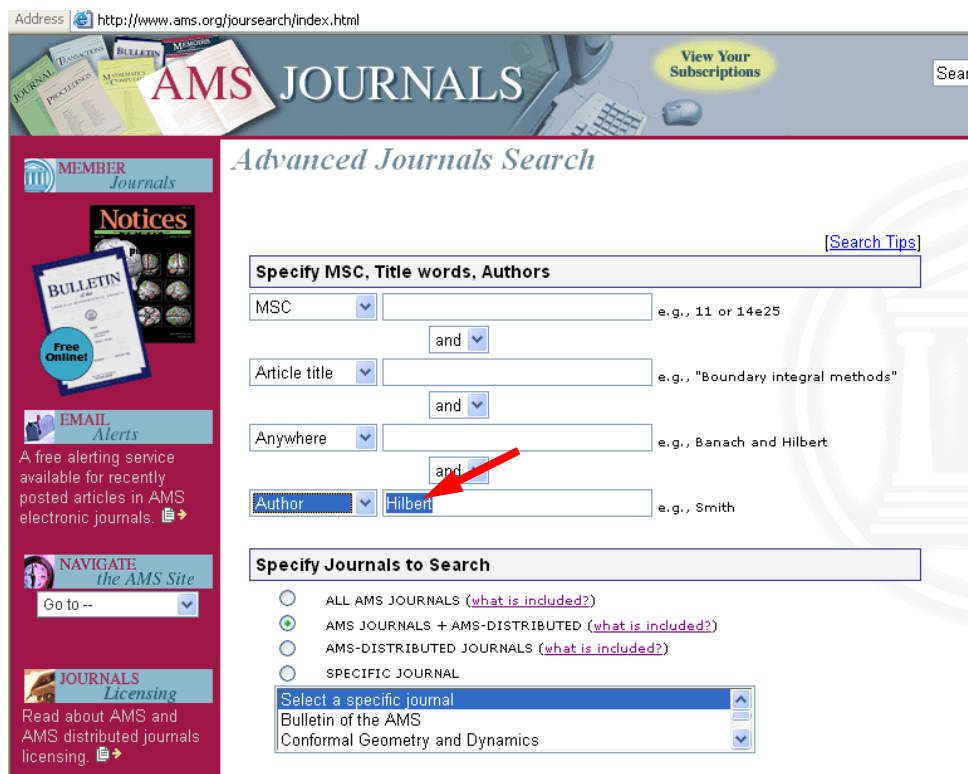 Address http://www.ams.org/joursearch/index.html
JOURNAL
TRANSACTIONS
BULLETIN
MEMOIRS
PROCEEDINGS
MATHEMATICS
AMS JOURNALS
View Your
Subscriptions
Sear
MEMBER
Journals
Notices
BULLETIN
Free
Online!
EMAIL
Alerts
A free alerting service
available for recently
posted articles in AMS
electronic journals.
NAVIGATE
the AMS Site
Go to --
JOURNALS
Licensing
Read about AMS and
AMS distributed journals
licensing.
Advanced Journals Search
[Search Tips]
Specify MSC, Title words, Authors
MSC e.g., 11 or 14e25
and
Article title e.g., "Boundary integral methods"
and
Anywhere e.g., Banach and Hilbert
and
Author Hilbert e.g., Smith
Specify Journals to Search
ALL AMS JOURNALS (what is included?)
AMS JOURNALS + AMS-DISTRIBUTED (what is included?)
AMS-DISTRIBUTED JOURNALS (what is included?)
SPECIFIC JOURNAL
Select a specific journal
Bulletin of the AMS
Conformal Geometry and Dynamics